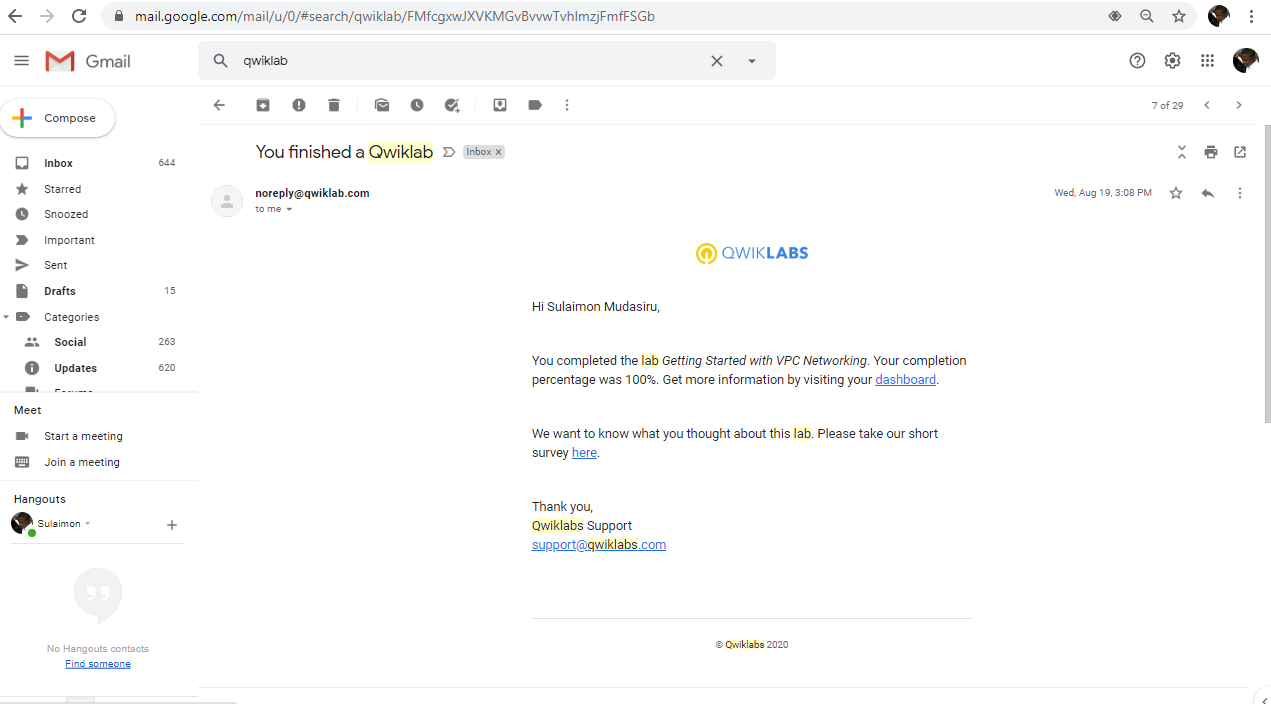 mail.google.com/mail/u/0/#search/qwiklab/FMfcgxwJXVKMGvBvvwTvhlmzjFmfFSGb
Gmail
qwiklab
Compose
7 of 29
Inbox 644
Starred
Snoozed
Important
Sent
Drafts 15
Categories
Social 263
Updates 620
Forums
Meet
Start a meeting
Join a meeting
Hangouts
Sulaimon
No Hangouts contacts
Find someone
You finished a Qwiklab
Inbox x
noreply@qwiklab.com
Wed, Aug 19, 3:08 PM
to me
QWIKLABS
Hi Sulaimon Mudasiru,
You completed the lab Getting Started with VPC Networking. Your completion
percentage was 100%. Get more information by visiting your dashboard.
We want to know what you thought about this lab. Please take our short
survey here.
Thank you,
Qwiklabs Support
support@qwiklabs.com
© Qwiklabs 2020